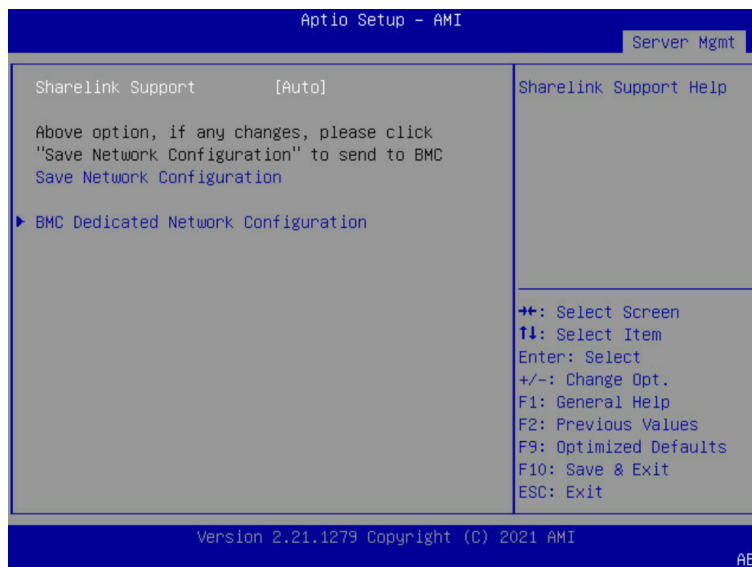 Aptio Setup – AMI
Server Mgmt
Sharelink Support [Auto]
Above option, if any changes, please click
"Save Network Configuration" to send to BMC
Save Network Configuration
BMC Dedicated Network Configuration
Sharelink Support Help
→←: Select Screen
↑↓: Select Item
Enter: Select
+/-: Change Opt.
F1: General Help
F2: Previous Values
F9: Optimized Defaults
F10: Save & Exit
ESC: Exit
Version 2.21.1279 Copyright (C) 2021 AMI
AB